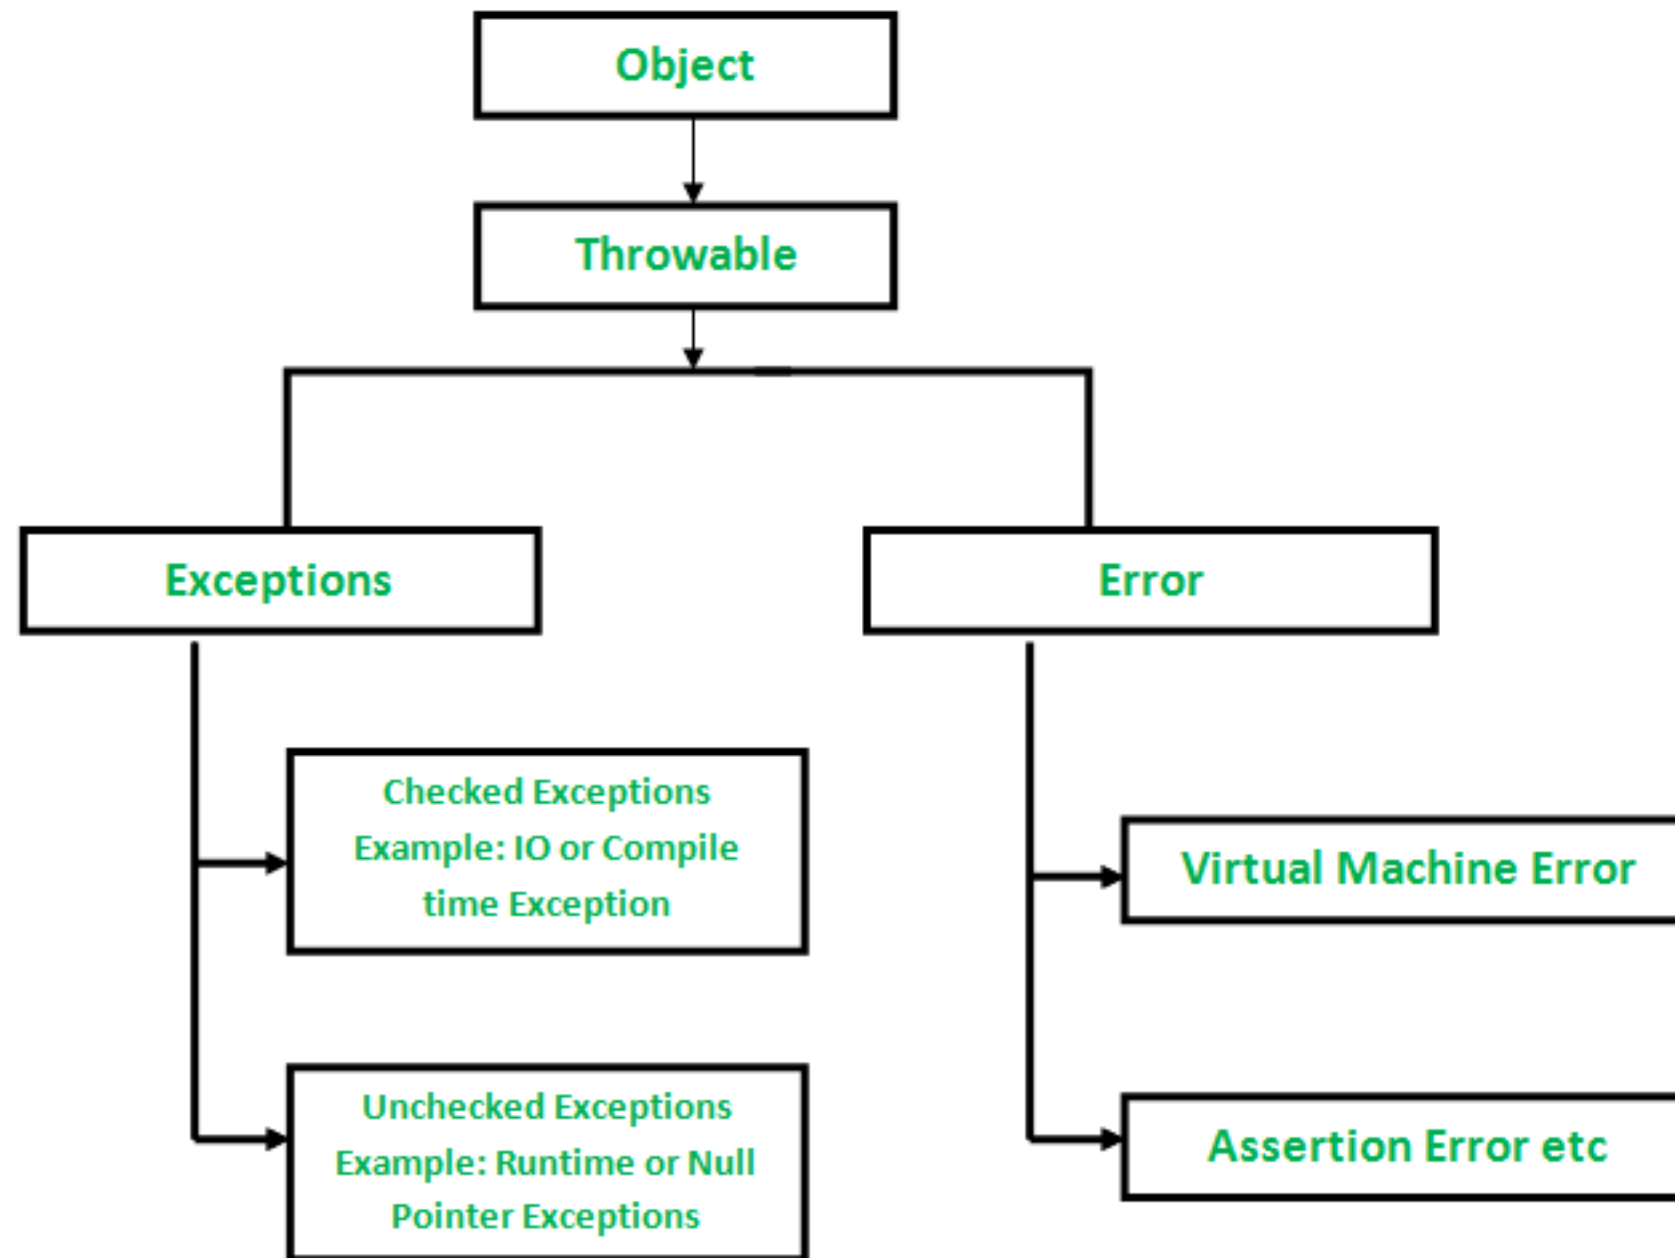 Object
Throwable
Exceptions
Error
Checked Exceptions
Example: IO or Compile
time Exception
Virtual Machine Error
Unchecked Exceptions
Example: Runtime or Null
Pointer Exceptions
Assertion Error etc